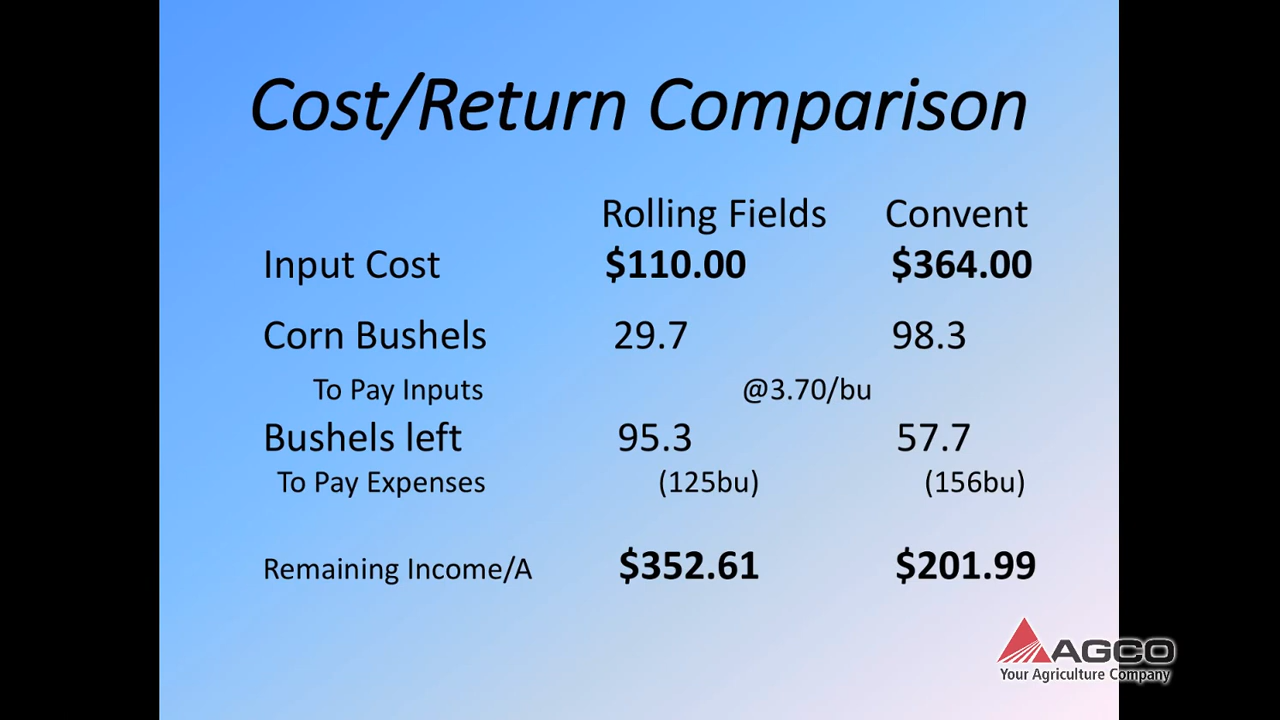 Cost/Return Comparison
Rolling Fields Convent
Input Cost $110.00 $364.00
Corn Bushels 29.7 98.3
To Pay Inputs @3.70/bu
Bushels left 95.3 57.7
To Pay Expenses (125bu) (156bu)
Remaining Income/A $352.61 $201.99
AGCO
Your Agriculture Company